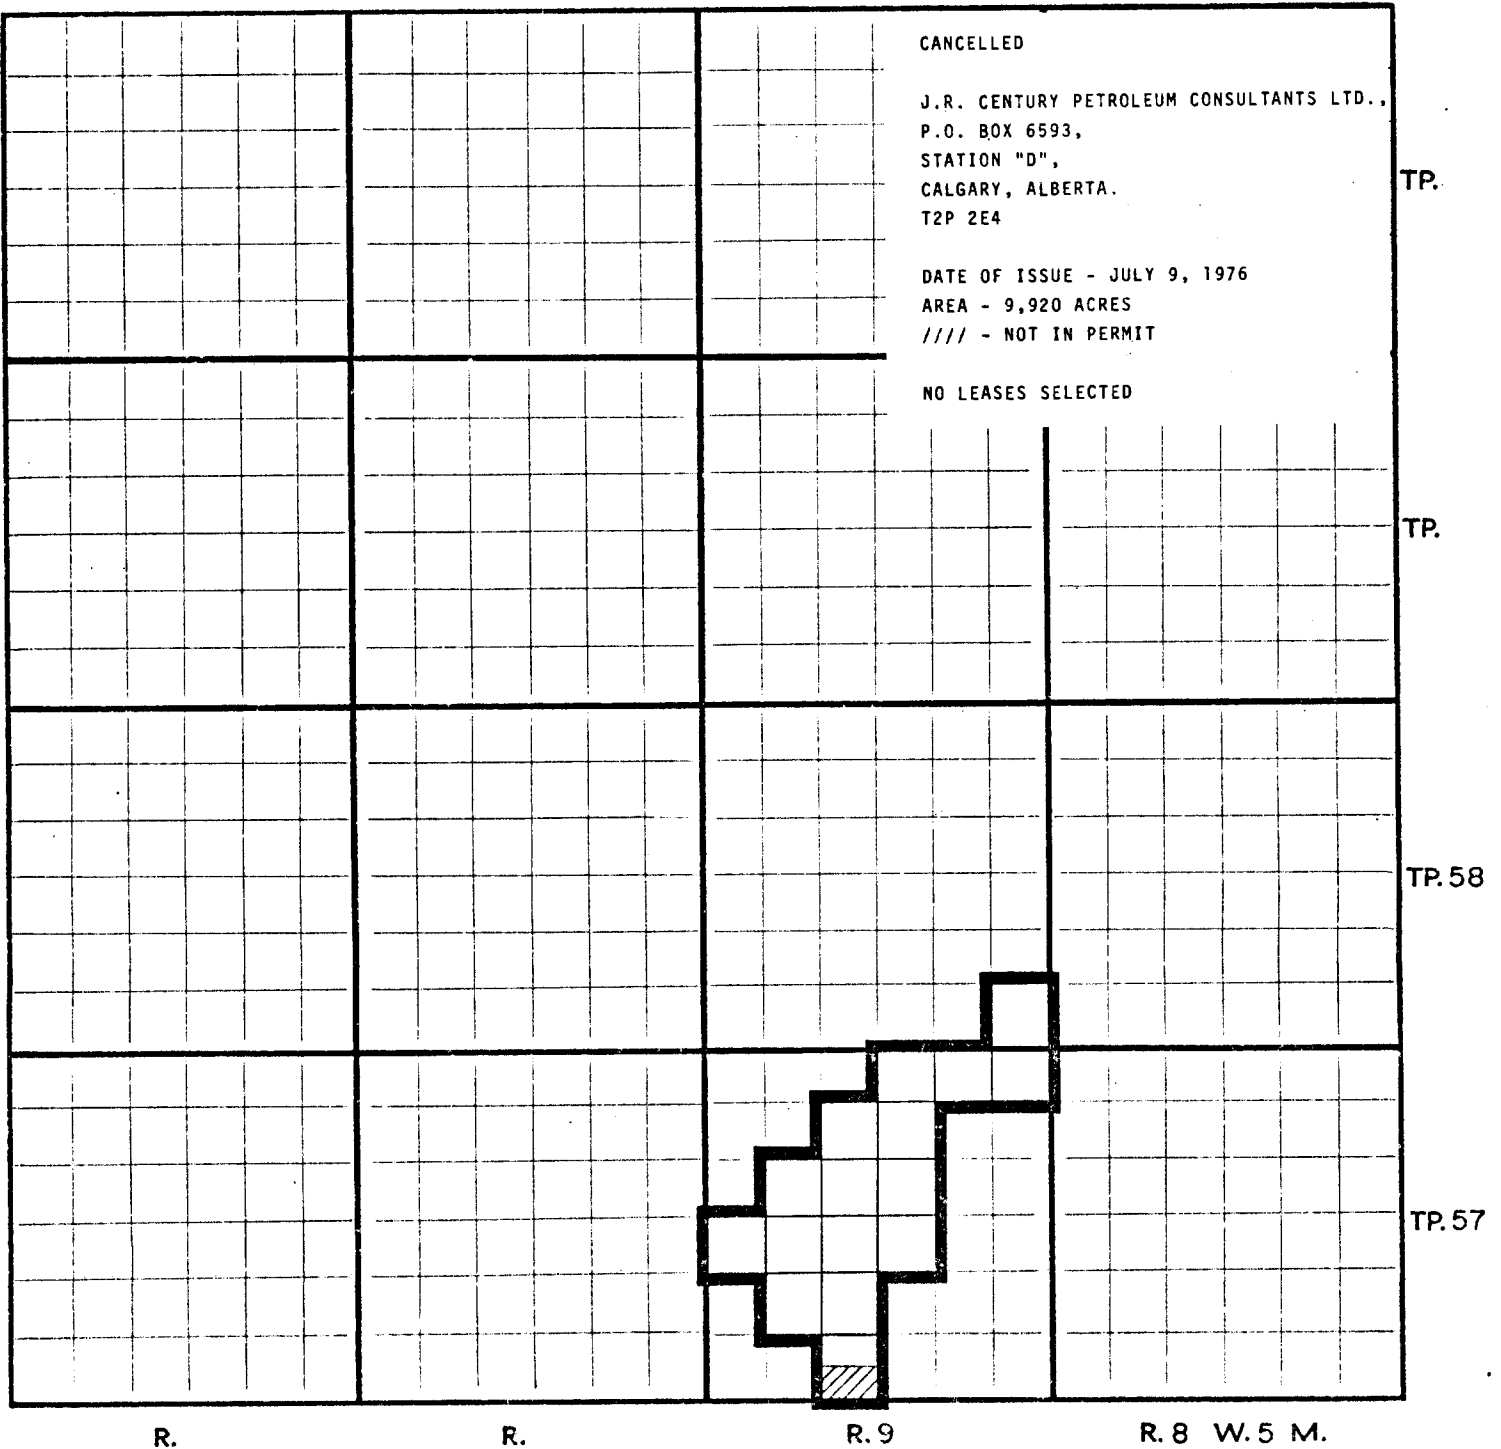 CANCELLED
J.R. CENTURY PETROLEUM CONSULTANTS LTD.,
P.O. BOX 6593,
STATION "D",
CALGARY, ALBERTA.
T2P 2E4
DATE OF ISSUE - JULY 9, 1976
AREA - 9,920 ACRES
//// - NOT IN PERMIT
NO LEASES SELECTED
TP.
TP.
TP. 58
TP. 57
R. R. R. 9 R. 8 W. 5 M.